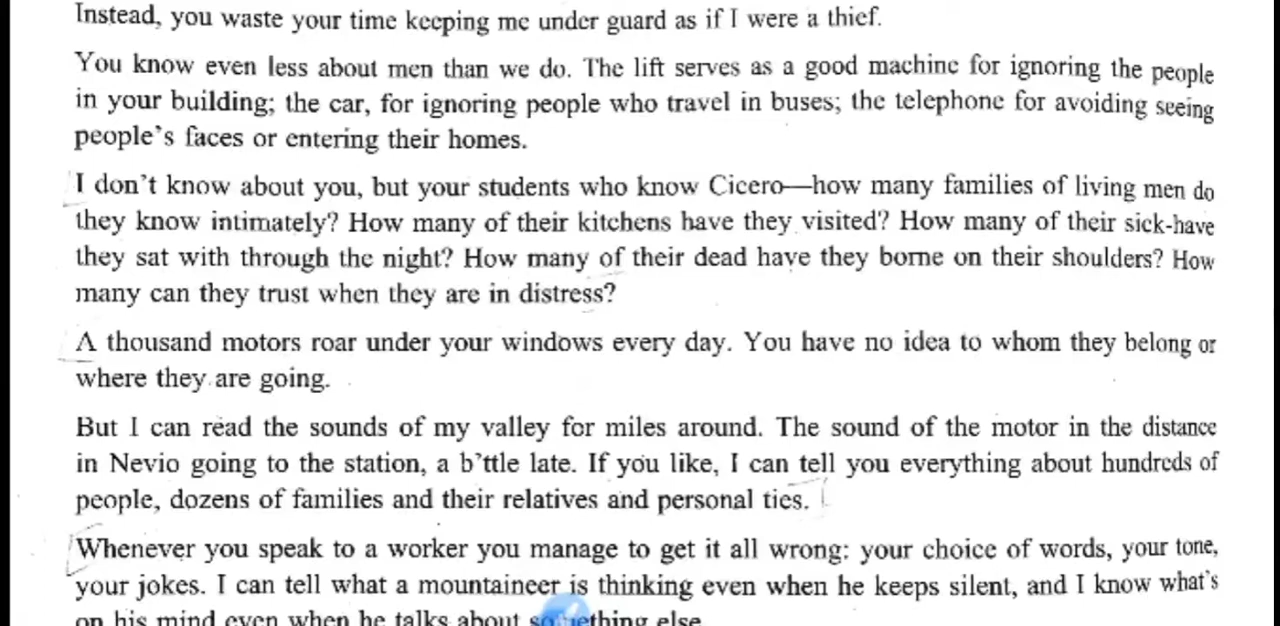 Instead, you waste your time keeping me under guard as if I were a thief.
You know even less about men than we do. The lift serves as a good machine for ignoring the people
in your building; the car, for ignoring people who travel in buses; the telephone for avoiding seeing
people's faces or entering their homes.
I don't know about you, but your students who know Cicero—how many families of living men do
they know intimately? How many of their kitchens have they visited? How many of their sick-have
they sat with through the night? How many of their dead have they borne on their shoulders? How
many can they trust when they are in distress?
A thousand motors roar under your windows every day. You have no idea to whom they belong or
where they are going.
But I can read the sounds of my valley for miles around. The sound of the motor in the distance
in Nevio going to the station, a b'ttle late. If you like, I can tell you everything about hundreds of
people, dozens of families and their relatives and personal ties.
Whenever you speak to a worker you manage to get it all wrong: your choice of words, your tone,
your jokes. I can tell what a mountaineer is thinking even when he keeps silent, and I know what's
on his mind even when he talks about something else.